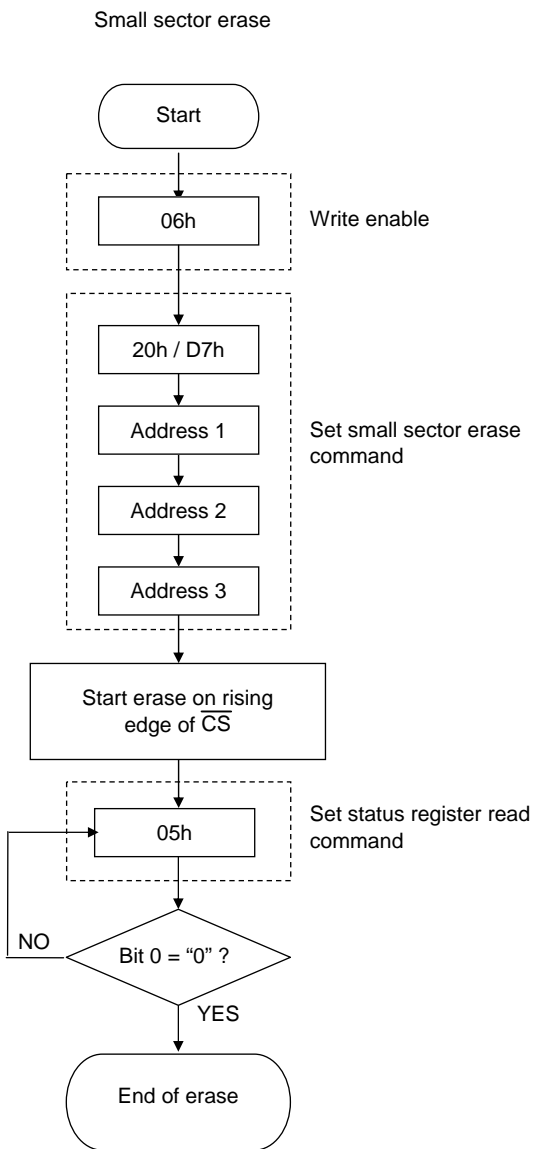 Small sector erase
Start
06h
Write enable
20h / D7h
Address 1
Set small sector erase
command
Address 2
Address 3
Start erase on rising
edge of C̅S̅
Set status register read
command
05h
NO
Bit 0 = “0” ?
YES
End of erase